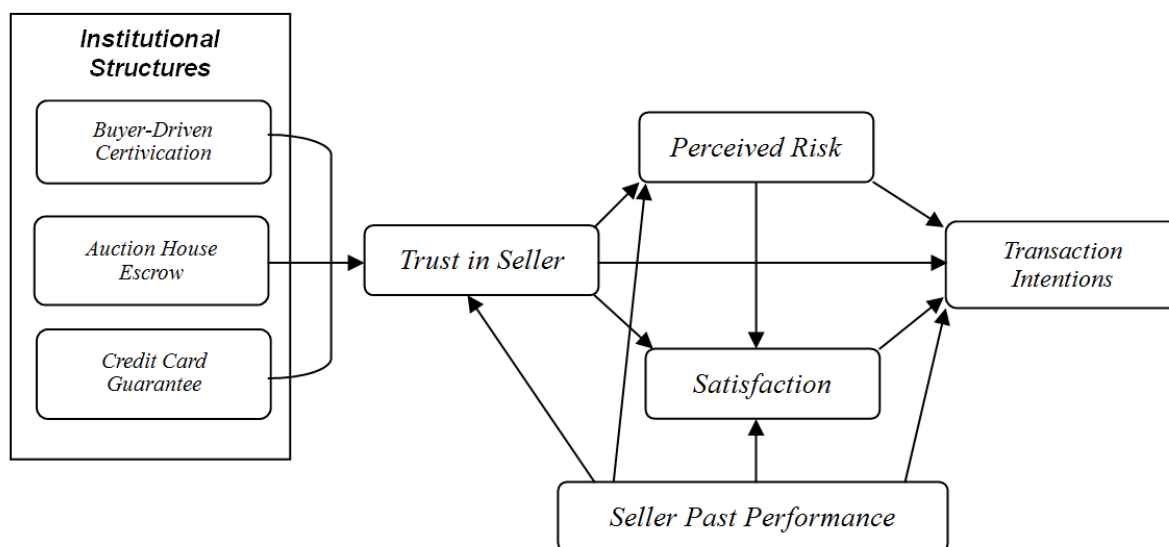 Institutional
Structures
Buyer-Driven
Certivication
Auction House
Escrow
Credit Card
Guarantee
Trust in Seller
Perceived Risk
Satisfaction
Seller Past Performance
Transaction
Intentions